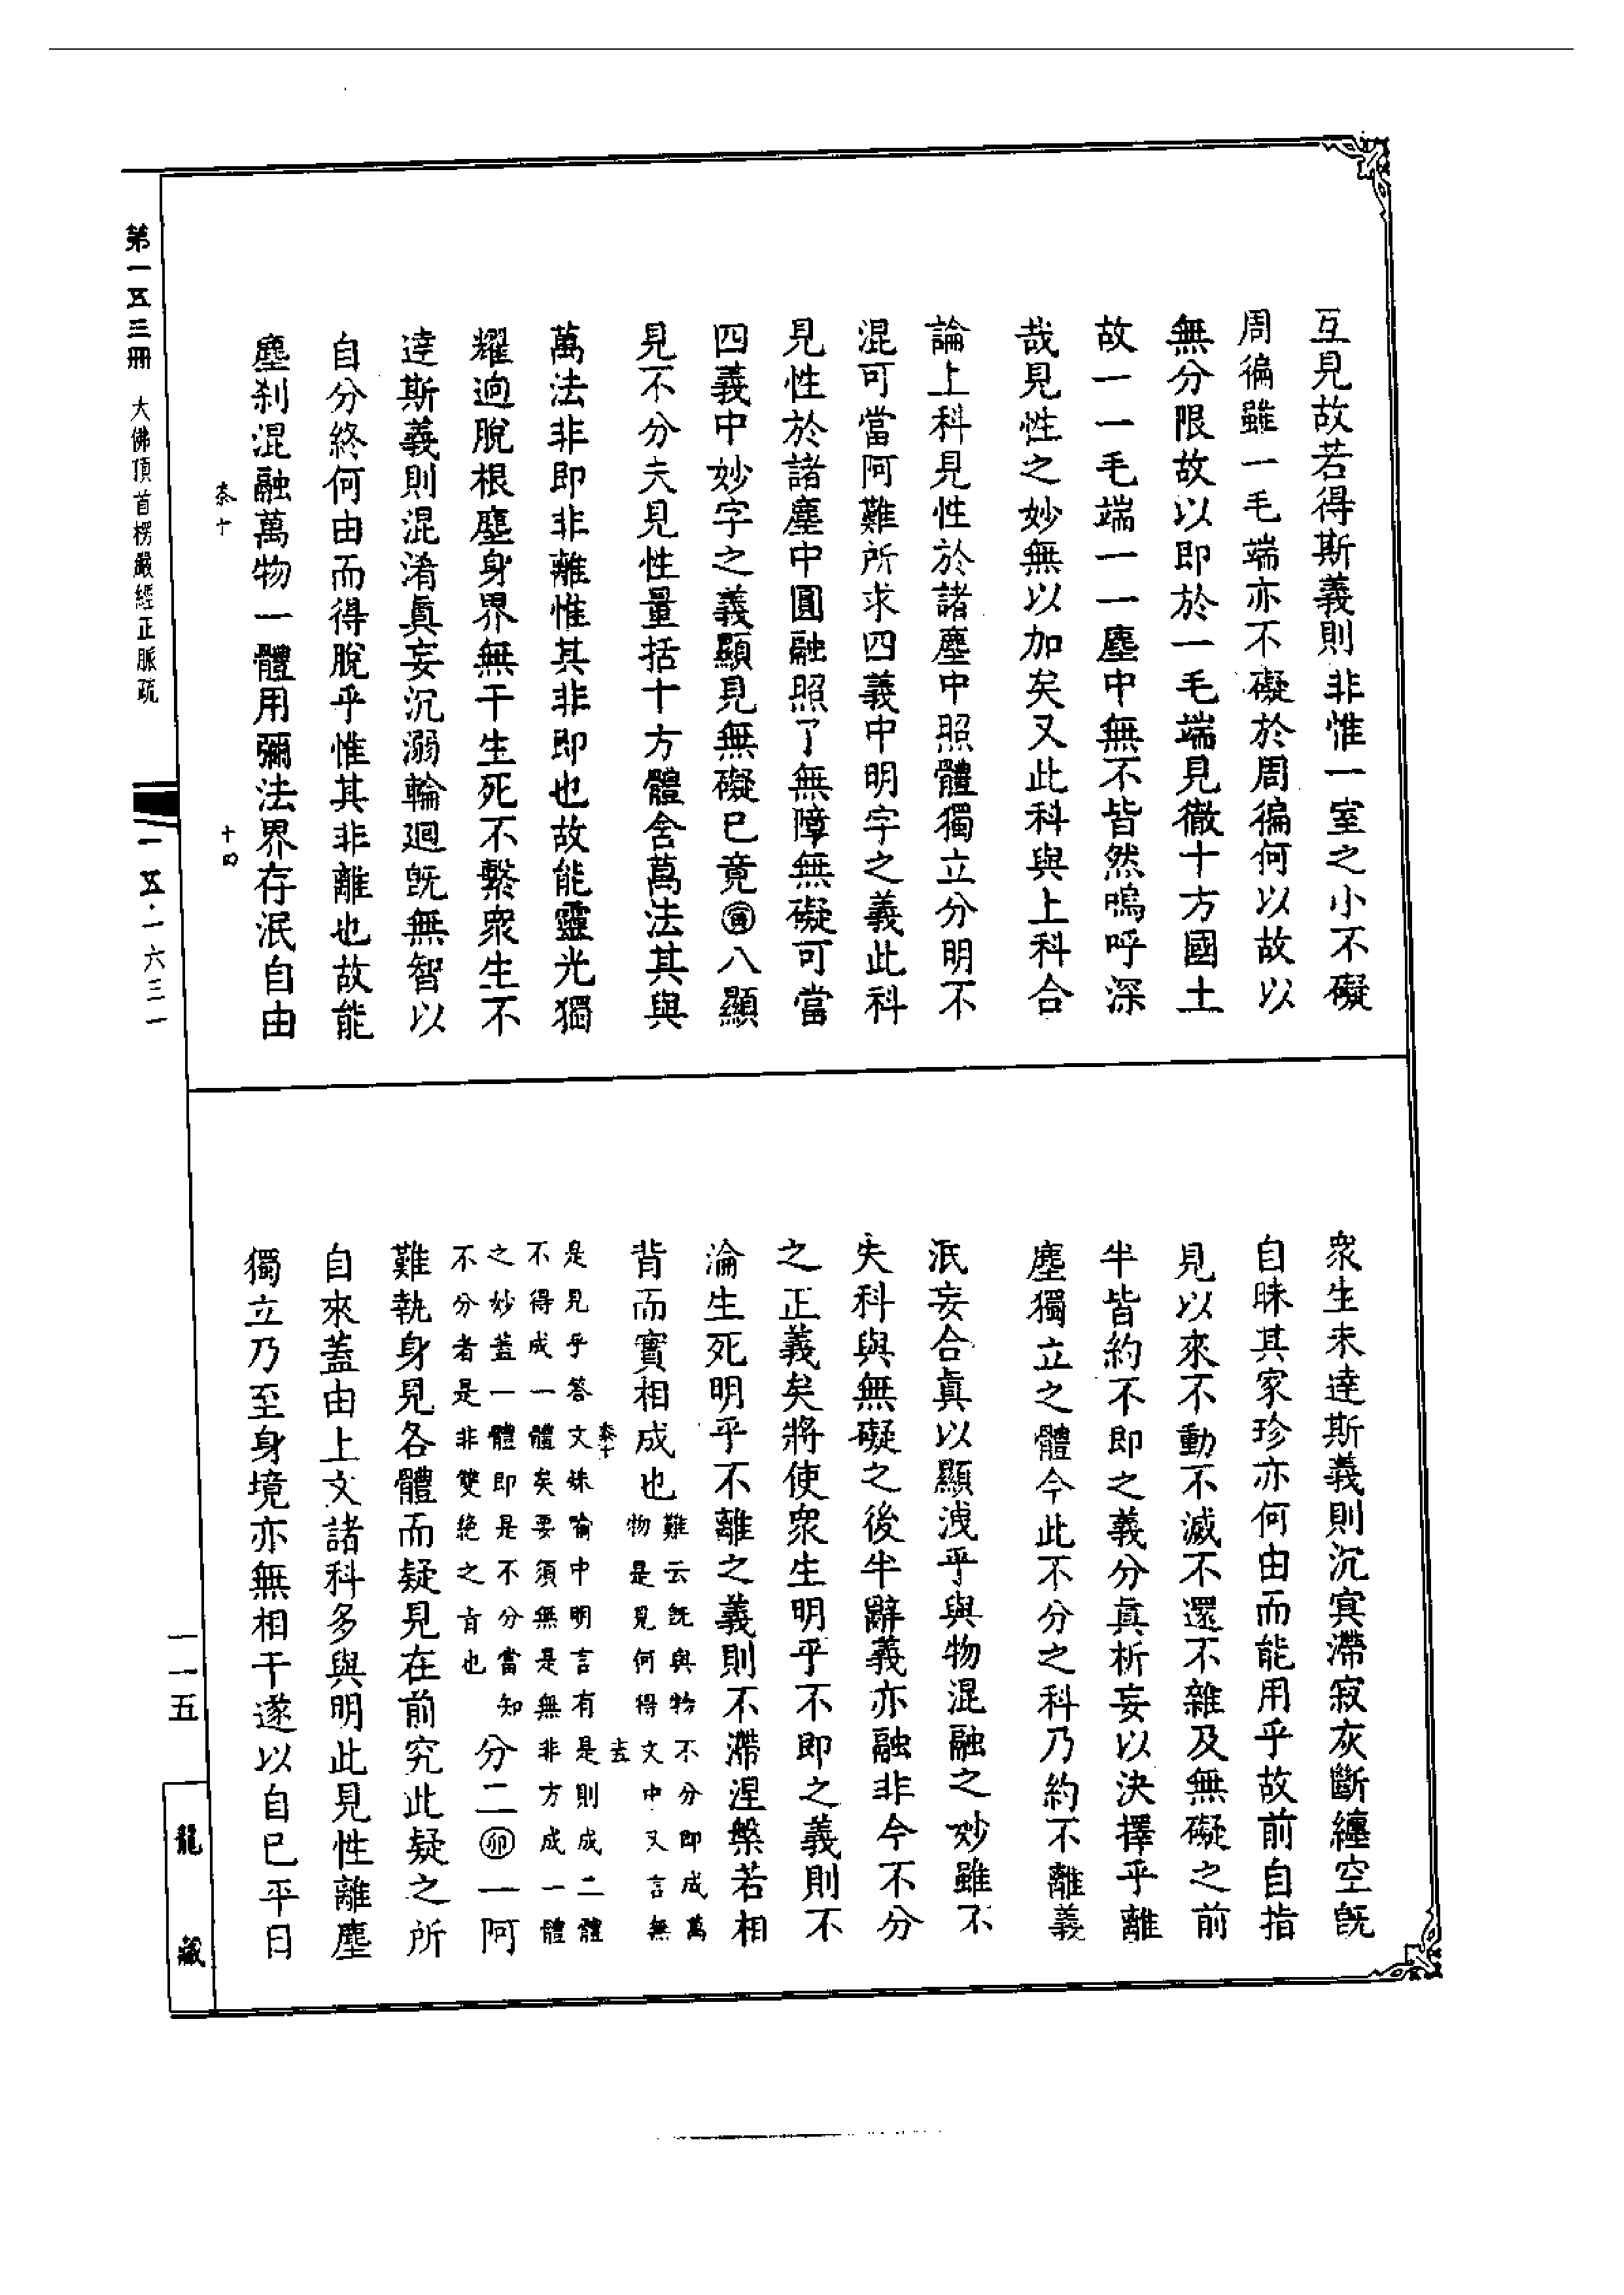 互見故若得斯義則非惟一室之小不礙
周徧雖一毛端亦不礙於周徧何以故以
無分限故以即於一毛端見徹十方國土
故一一毛端一一塵中無不皆然嗚呼深
哉見性之妙無以加矣又此科與上科合
論上科見性於諸塵中照體獨立分明不
混可當阿難所求四義中明字之義此科
見性於諸塵中圓融照了無障無礙可當
四義中妙字之義顯見無礙已竟㊢八顯
見不分夫見性量括十方體含萬法其與
萬法非即非離惟其非即也故能靈光獨
耀逈脫根塵身界無干生死不繫衆生不
達斯義則混淆眞妄沉溺輪廻旣無智以
自分終何由而得脫乎惟其非離也故能
塵刹混融萬物一體用彌法界存泯自由
衆生未達斯義則沉寅滯寂灰斷纏空旣
自昧其家珍亦何由而能用乎故前自指
見以來不動不滅不還不雜及無礙之前
半皆約不即之義分眞析妄以決擇乎離
塵獨立之體今此不分之科乃約不離義
泯妄合眞以顯洩乎與物混融之妙雖不
失科與無礙之後半辭義亦融非今不分
之正義矣將使衆生明乎不即之義則不
淪生死明乎不離之義則不滯涅槃若相
背而實相成也難云旣與物不分即成萬
物是見何得文中又言無
是見乎答文殊喻中明言有是則成二體
不得成一體矣要須無是無非方成一體
之妙蓋一體即是不分當知
不分者是非雙絶之旨也分二㊞一阿
難執身見各體而疑見在前究此疑之所
自來蓋由上文諸科多與明此見性離塵
獨立乃至身境亦無相干遂以自巳平日
第一五三冊 大佛頂首楞嚴經正脈疏
一五·一六三一
一一五
龍藏